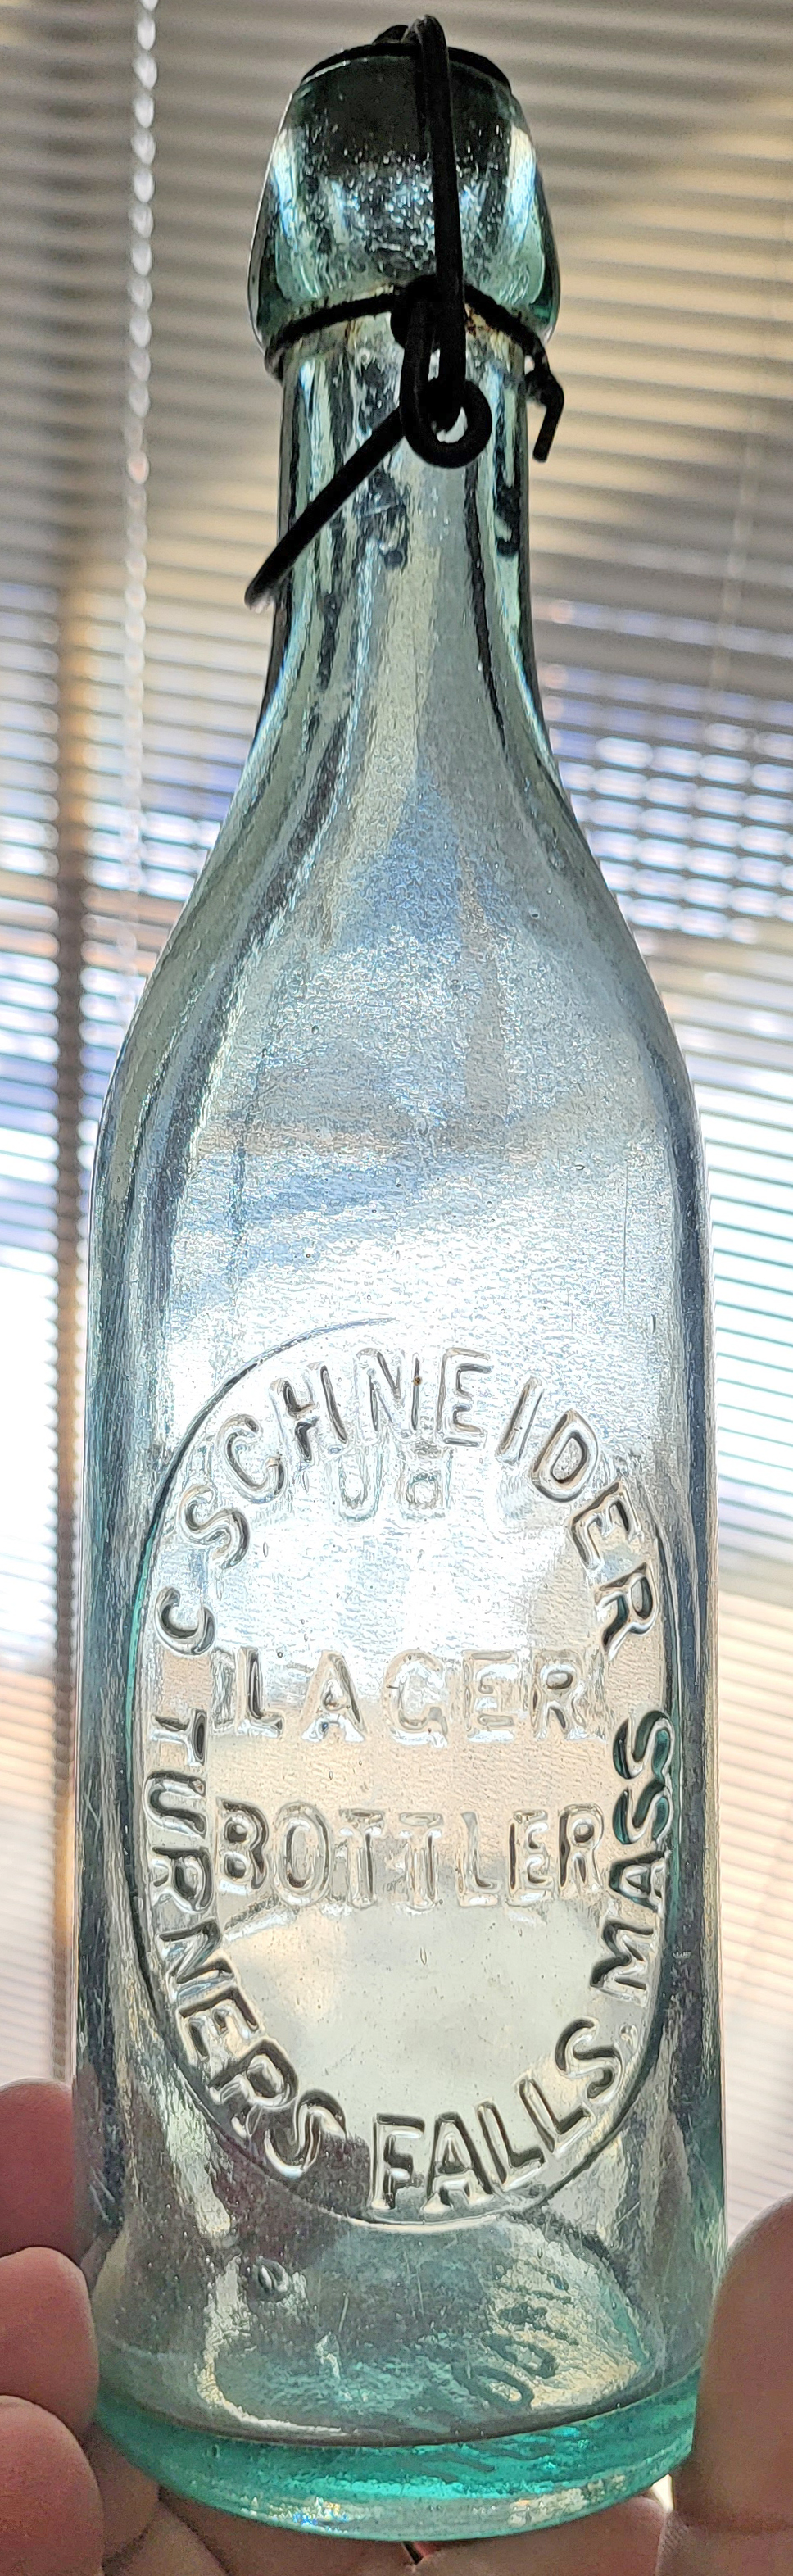 C SCHNEIDER
LAGER
BOTTLER
TURNERS FALLS. MASS